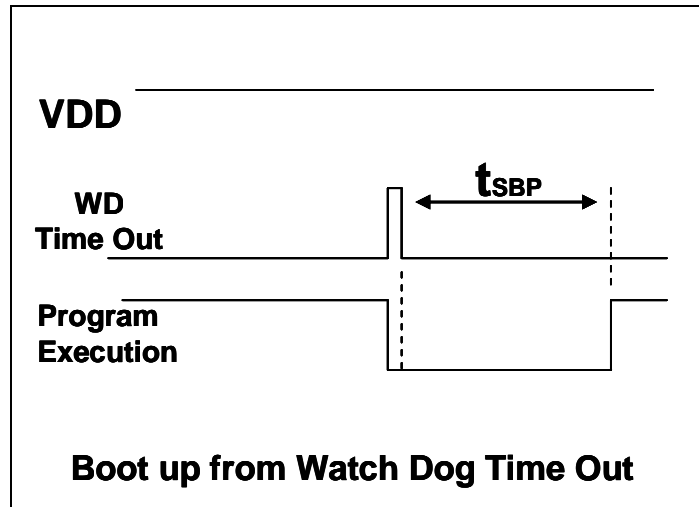 VDD
tSBP
WD
Time Out
Program
Execution
Boot up from Watch Dog Time Out